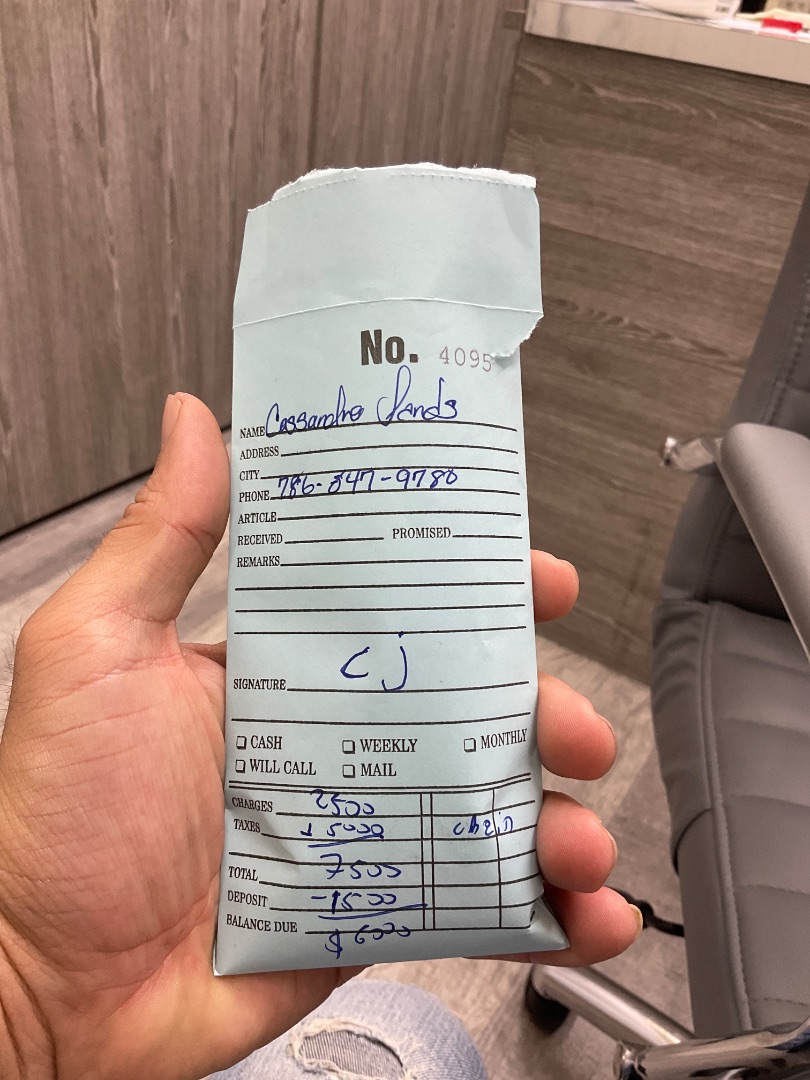 No. 4095
NAME Cassandra Sands
ADDRESS
CITY
PHONE 786-847-9780
ARTICLE
RECEIVED PROMISED
REMARKS
cj
SIGNATURE
CASH WEEKLY MONTHLY
WILL CALL MAIL
CHARGES 2500
TAXES + 5000 chain
TOTAL 7500
DEPOSIT -1500
BALANCE DUE $6000